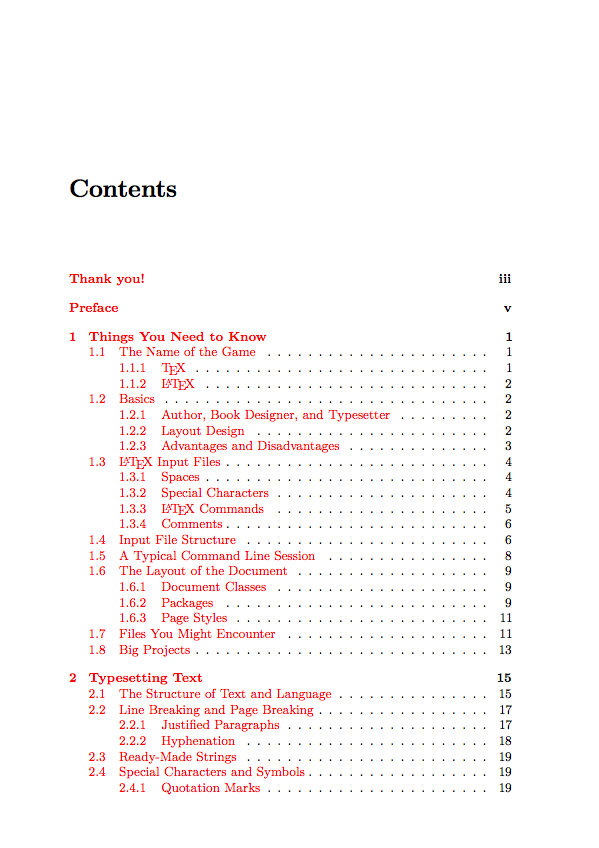 Contents
Thank you! iii
Preface v
1 Things You Need to Know 1
1.1 The Name of the Game . . . . . . . . . . . . . . . . . . . . . . 1
1.1.1 TEX . . . . . . . . . . . . . . . . . . . . . . . . . . . . . 1
1.1.2 LATEX . . . . . . . . . . . . . . . . . . . . . . . . . . . . 2
1.2 Basics . . . . . . . . . . . . . . . . . . . . . . . . . . . . . . . . 2
1.2.1 Author, Book Designer, and Typesetter . . . . . . . . . 2
1.2.2 Layout Design . . . . . . . . . . . . . . . . . . . . . . . 2
1.2.3 Advantages and Disadvantages . . . . . . . . . . . . . . 3
1.3 LATEX Input Files . . . . . . . . . . . . . . . . . . . . . . . . . . 4
1.3.1 Spaces . . . . . . . . . . . . . . . . . . . . . . . . . . . . 4
1.3.2 Special Characters . . . . . . . . . . . . . . . . . . . . . 4
1.3.3 LATEX Commands . . . . . . . . . . . . . . . . . . . . . 5
1.3.4 Comments . . . . . . . . . . . . . . . . . . . . . . . . . . 6
1.4 Input File Structure . . . . . . . . . . . . . . . . . . . . . . . . 6
1.5 A Typical Command Line Session . . . . . . . . . . . . . . . . 8
1.6 The Layout of the Document . . . . . . . . . . . . . . . . . . . 9
1.6.1 Document Classes . . . . . . . . . . . . . . . . . . . . . 9
1.6.2 Packages . . . . . . . . . . . . . . . . . . . . . . . . . . 9
1.6.3 Page Styles . . . . . . . . . . . . . . . . . . . . . . . . . 11
1.7 Files You Might Encounter . . . . . . . . . . . . . . . . . . . . 11
1.8 Big Projects . . . . . . . . . . . . . . . . . . . . . . . . . . . . . 13
2 Typesetting Text 15
2.1 The Structure of Text and Language . . . . . . . . . . . . . . . 15
2.2 Line Breaking and Page Breaking . . . . . . . . . . . . . . . . . 17
2.2.1 Justified Paragraphs . . . . . . . . . . . . . . . . . . . . 17
2.2.2 Hyphenation . . . . . . . . . . . . . . . . . . . . . . . . 18
2.3 Ready-Made Strings . . . . . . . . . . . . . . . . . . . . . . . . 19
2.4 Special Characters and Symbols . . . . . . . . . . . . . . . . . . 19
2.4.1 Quotation Marks . . . . . . . . . . . . . . . . . . . . . . 19